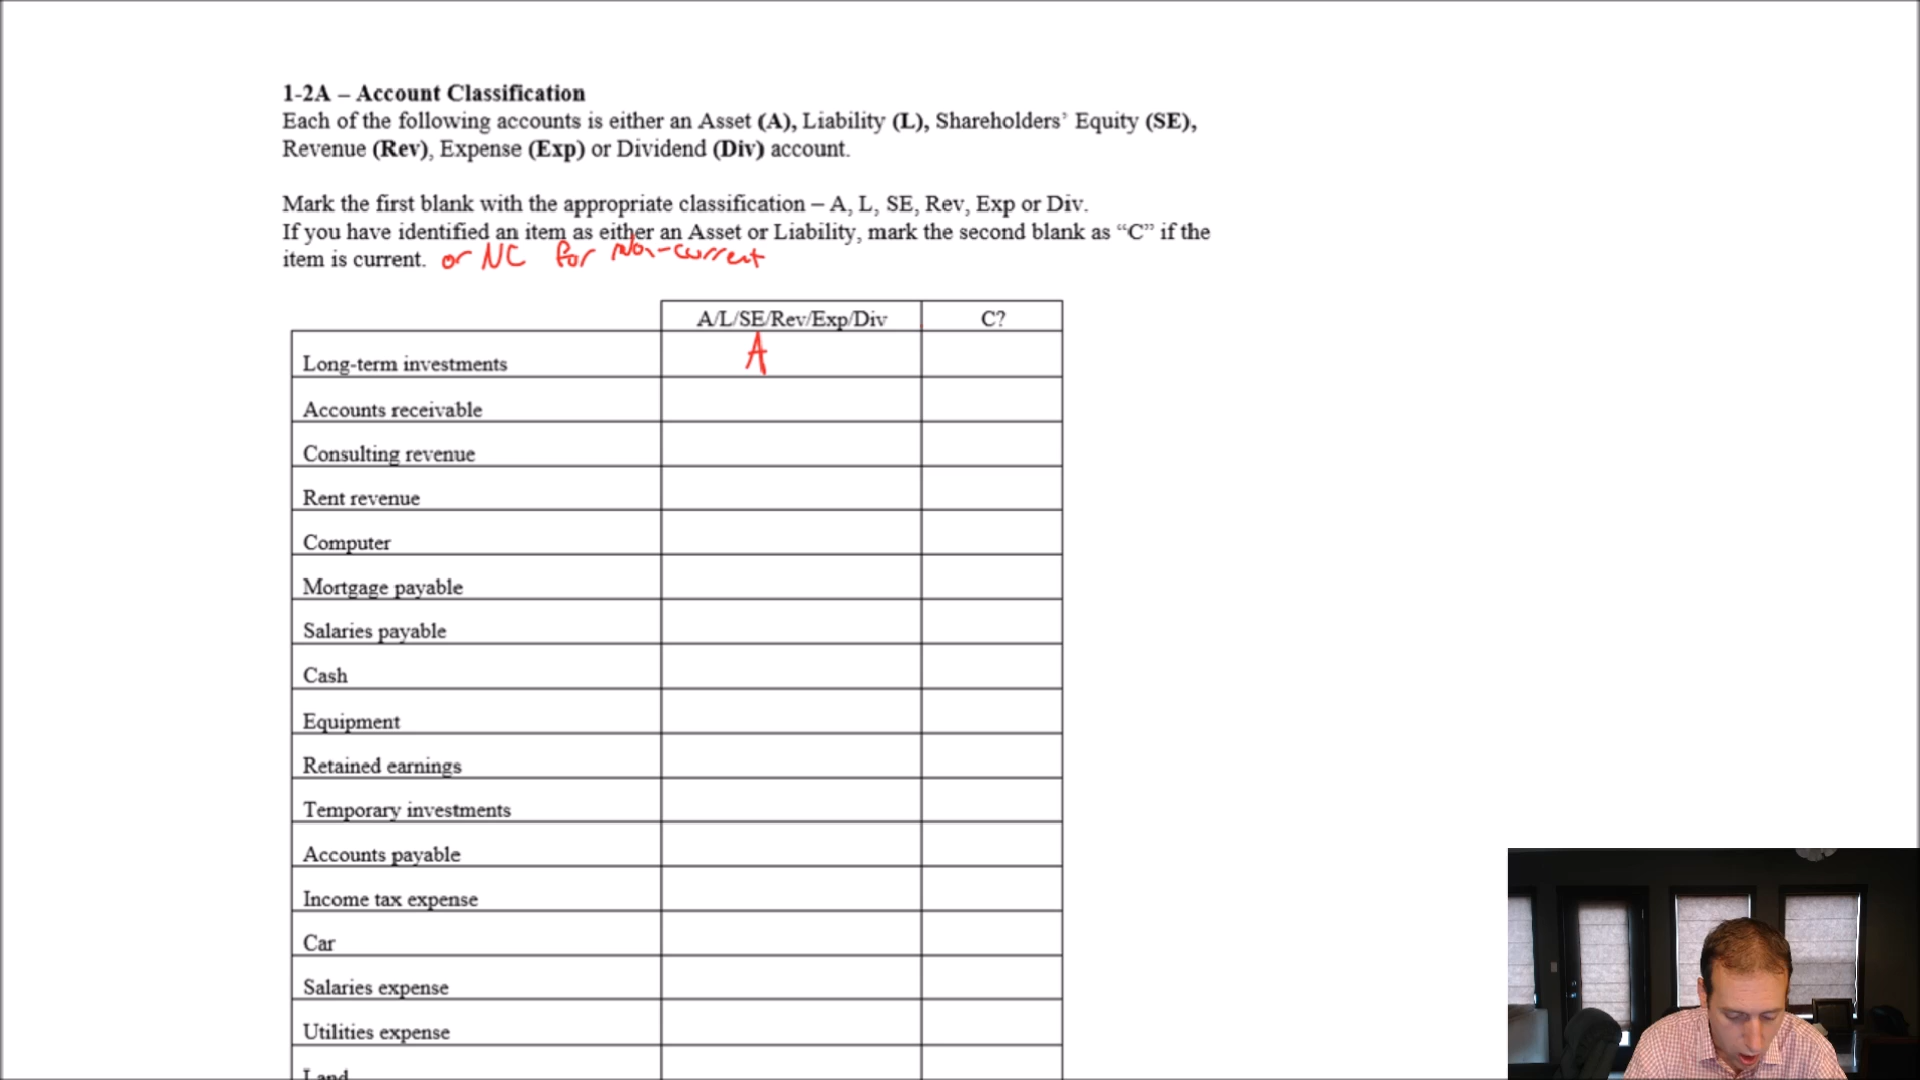 1-2A – Account Classification
Each of the following accounts is either an Asset (A), Liability (L), Shareholders’ Equity (SE),
Revenue (Rev), Expense (Exp) or Dividend (Div) account.
Mark the first blank with the appropriate classification – A, L, SE, Rev, Exp or Div.
If you have identified an item as either an Asset or Liability, mark the second blank as “C” if the
item is current. or NC for Non-current
A/L/SE/Rev/Exp/Div C?
Long-term investments A
Accounts receivable
Consulting revenue
Rent revenue
Computer
Mortgage payable
Salaries payable
Cash
Equipment
Retained earnings
Temporary investments
Accounts payable
Income tax expense
Car
Salaries expense
Utilities expense
Land